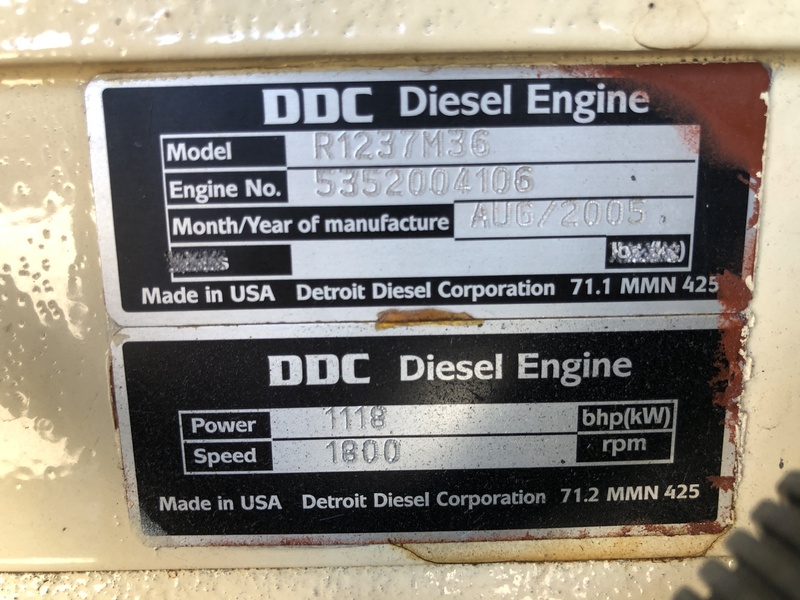 DDC Diesel Engine
Model R1237M36
Engine No. 5352004106
Month/Year of manufacture AUG/2005
Made in USA Detroit Diesel Corporation 71.1 MMN 425
DDC Diesel Engine
Power 1118 bhp(kW)
Speed 1800 rpm
Made in USA Detroit Diesel Corporation 71.2 MMN 425